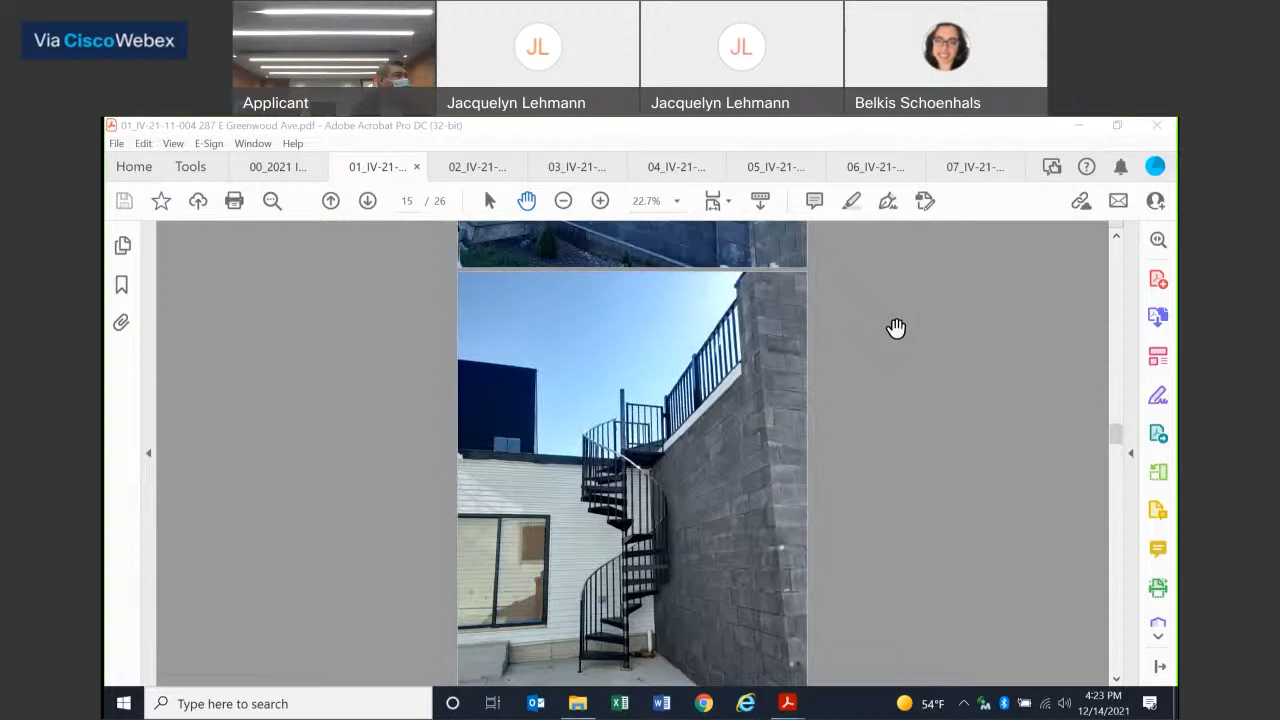 Via Cisco Webex
Applicant
JL
Jacquelyn Lehmann
JL
Jacquelyn Lehmann
Belkis Schoenhals
01_IV-21-11-004 287 E Greenwood Ave.pdf - Adobe Acrobat Pro DC (32-bit)
File Edit View E-Sign Window Help
Home Tools 00_2021 I... 01_IV-21-... × 02_IV-21-... 03_IV-21-... 04_IV-21-... 05_IV-21-... 06_IV-21-... 07_IV-21-...
15 / 26 22.7%
Type here to search
54°F
4:23 PM
12/14/2021